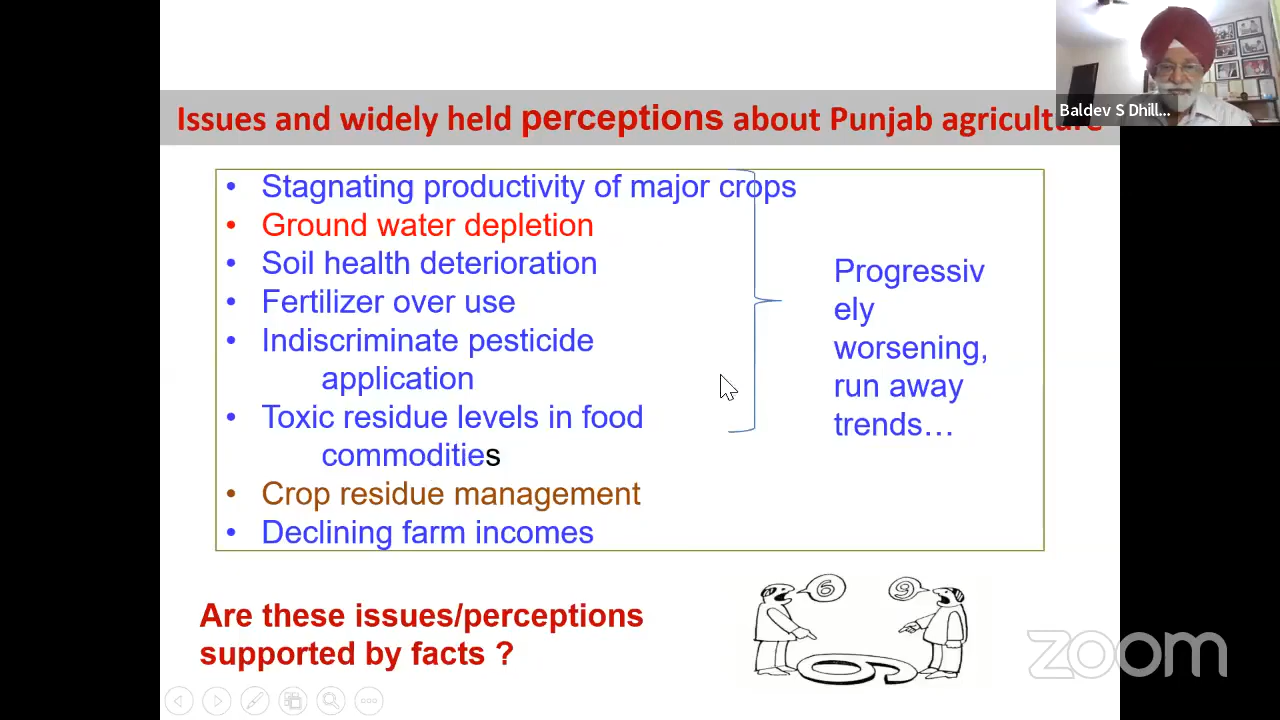 Issues and widely held perceptions about Punjab agriculture
Baldev S Dhill...
• Stagnating productivity of major crops
• Ground water depletion
• Soil health deterioration
• Fertilizer over use
• Indiscriminate pesticide
application
• Toxic residue levels in food
commodities
• Crop residue management
• Declining farm incomes
Progressiv
ely
worsening,
run away
trends…
Are these issues/perceptions
supported by facts ?
6
9
zoom